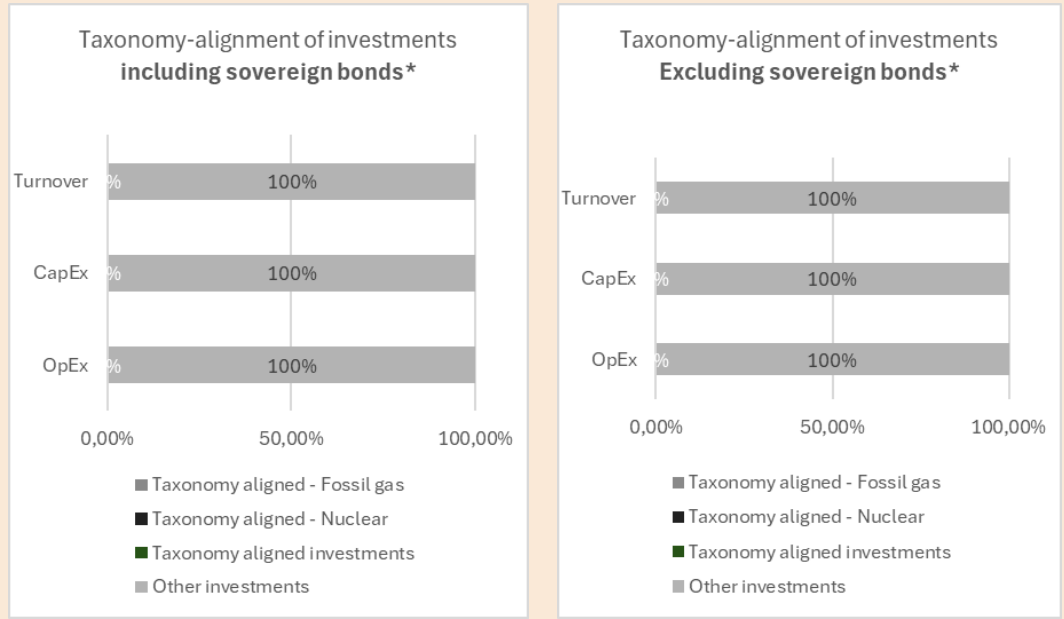 Taxonomy-alignment of investments
including sovereign bonds*
Turnover
%
100%
CapEx
%
100%
OpEx
%
100%
0,00%
50,00%
100,00%
Taxonomy aligned - Fossil gas
Taxonomy aligned - Nuclear
Taxonomy aligned investments
Other investments
Taxonomy-alignment of investments
Excluding sovereign bonds*
Turnover
%
100%
CapEx
%
100%
OpEx
%
100%
0,00%
50,00%
100,00%
Taxonomy aligned - Fossil gas
Taxonomy aligned - Nuclear
Taxonomy aligned investments
Other investments